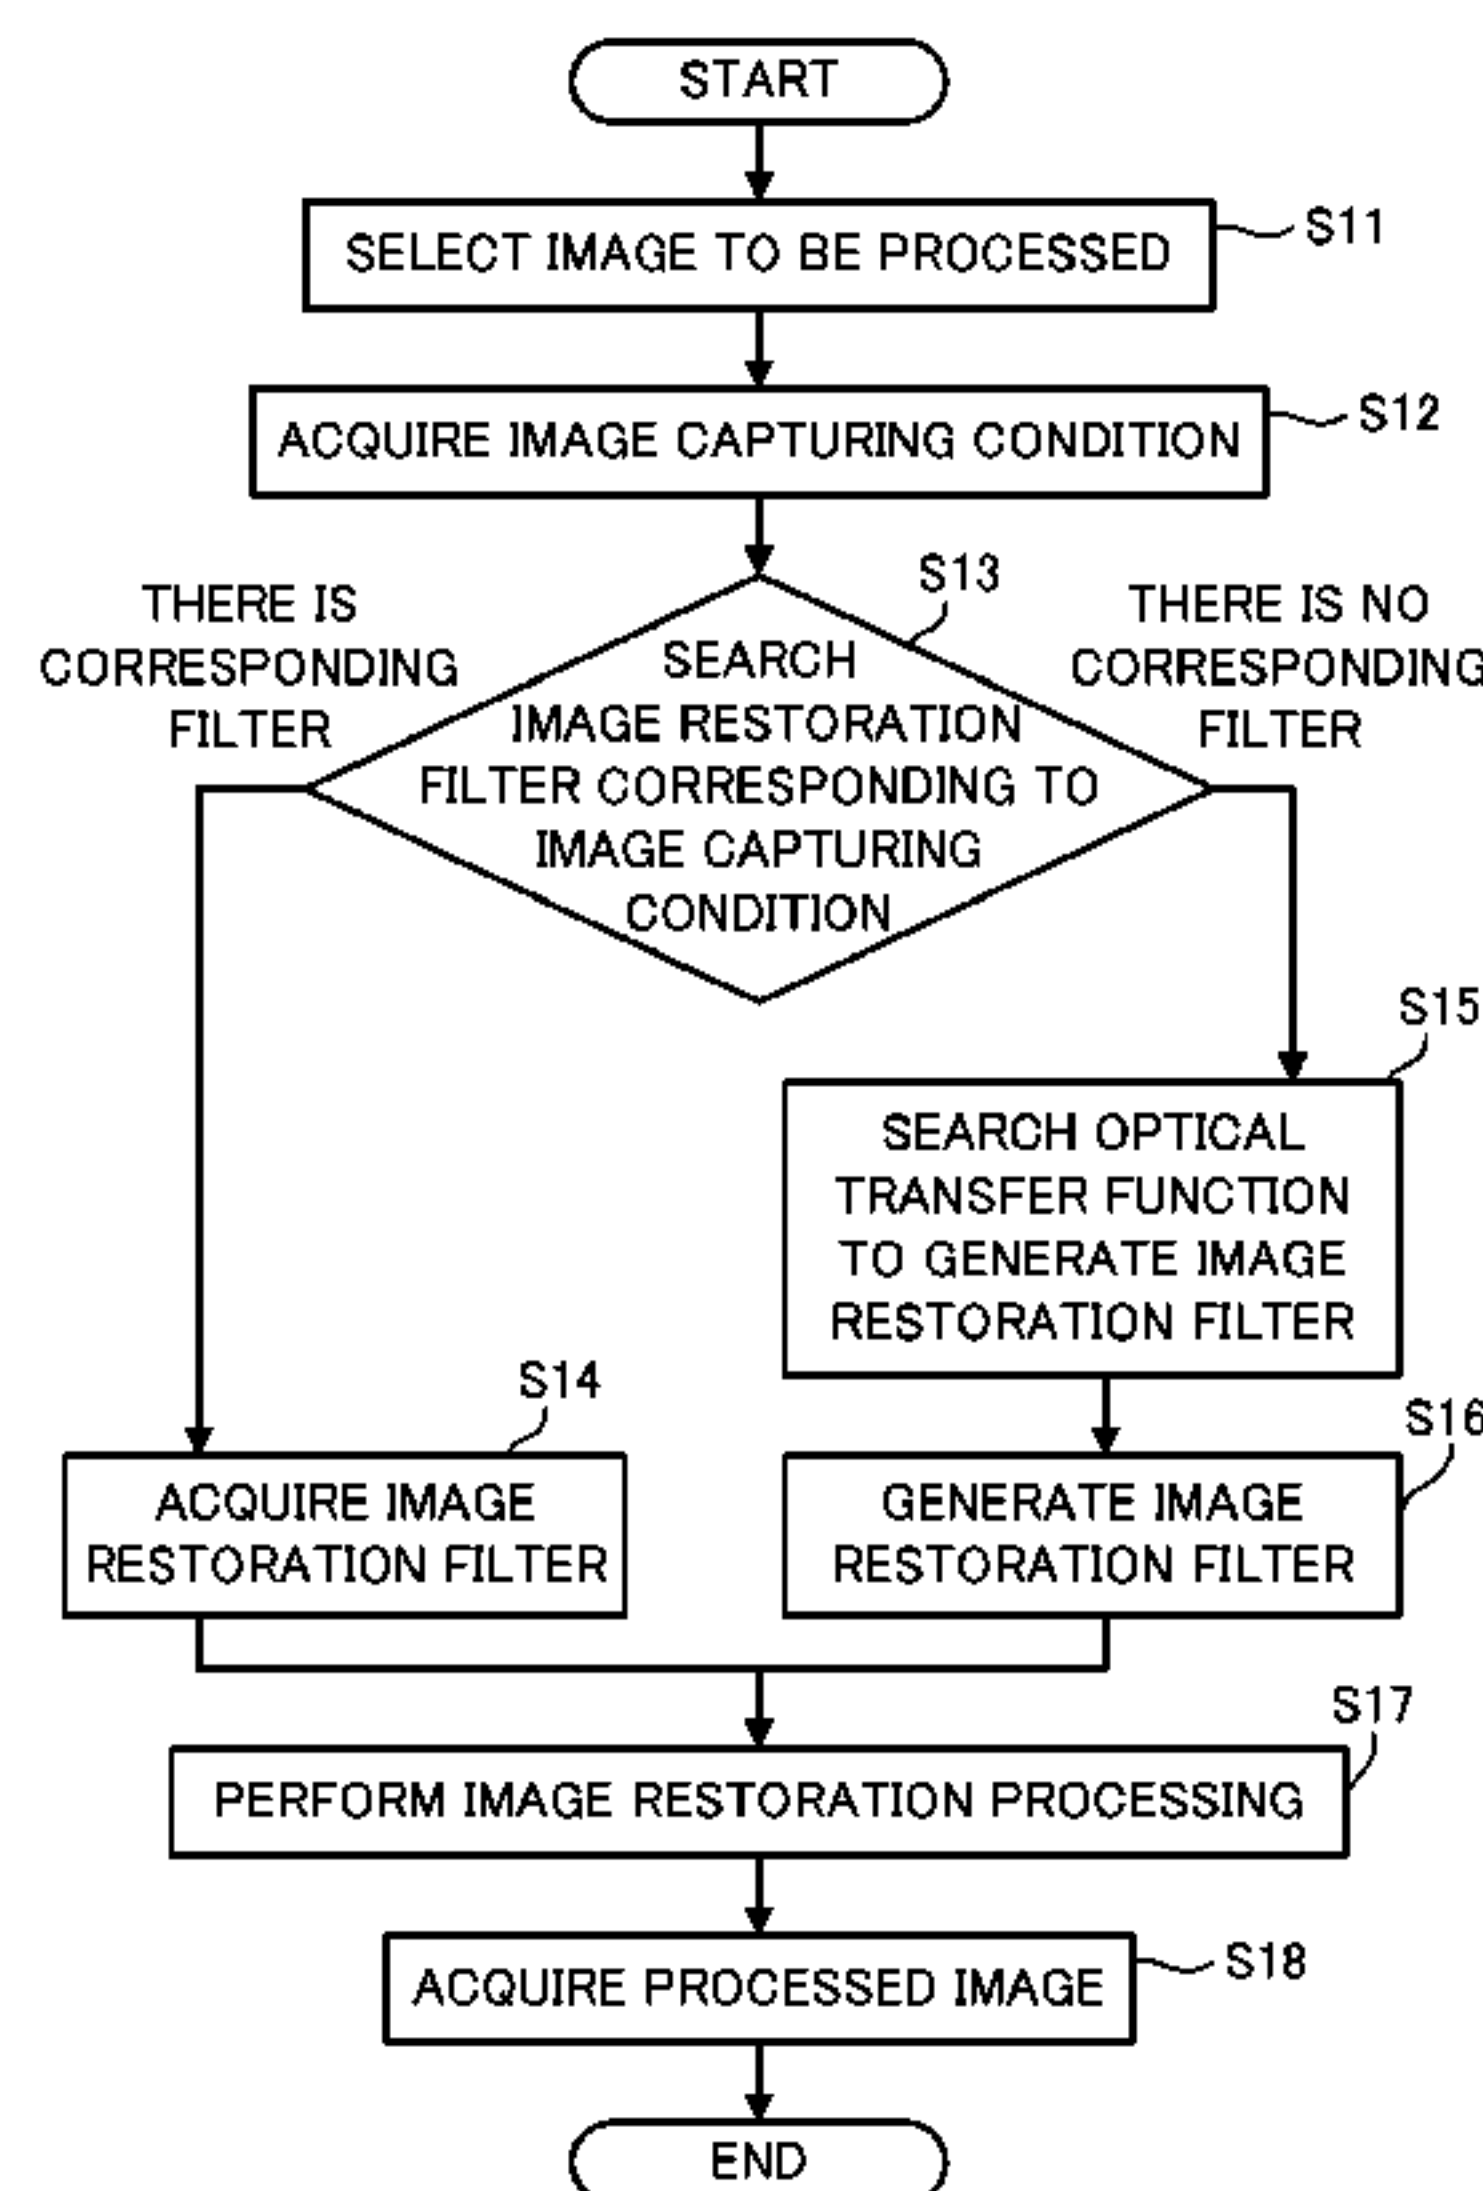 START
SELECT IMAGE TO BE PROCESSED
S11
ACQUIRE IMAGE CAPTURING CONDITION
S12
S13
THERE IS
CORRESPONDING
FILTER
SEARCH
IMAGE RESTORATION
FILTER CORRESPONDING TO
IMAGE CAPTURING
CONDITION
THERE IS NO
CORRESPONDING
FILTER
S15
SEARCH OPTICAL
TRANSFER FUNCTION
TO GENERATE IMAGE
RESTORATION FILTER
S14
ACQUIRE IMAGE
RESTORATION FILTER
S16
GENERATE IMAGE
RESTORATION FILTER
S17
PERFORM IMAGE RESTORATION PROCESSING
ACQUIRE PROCESSED IMAGE
S18
END